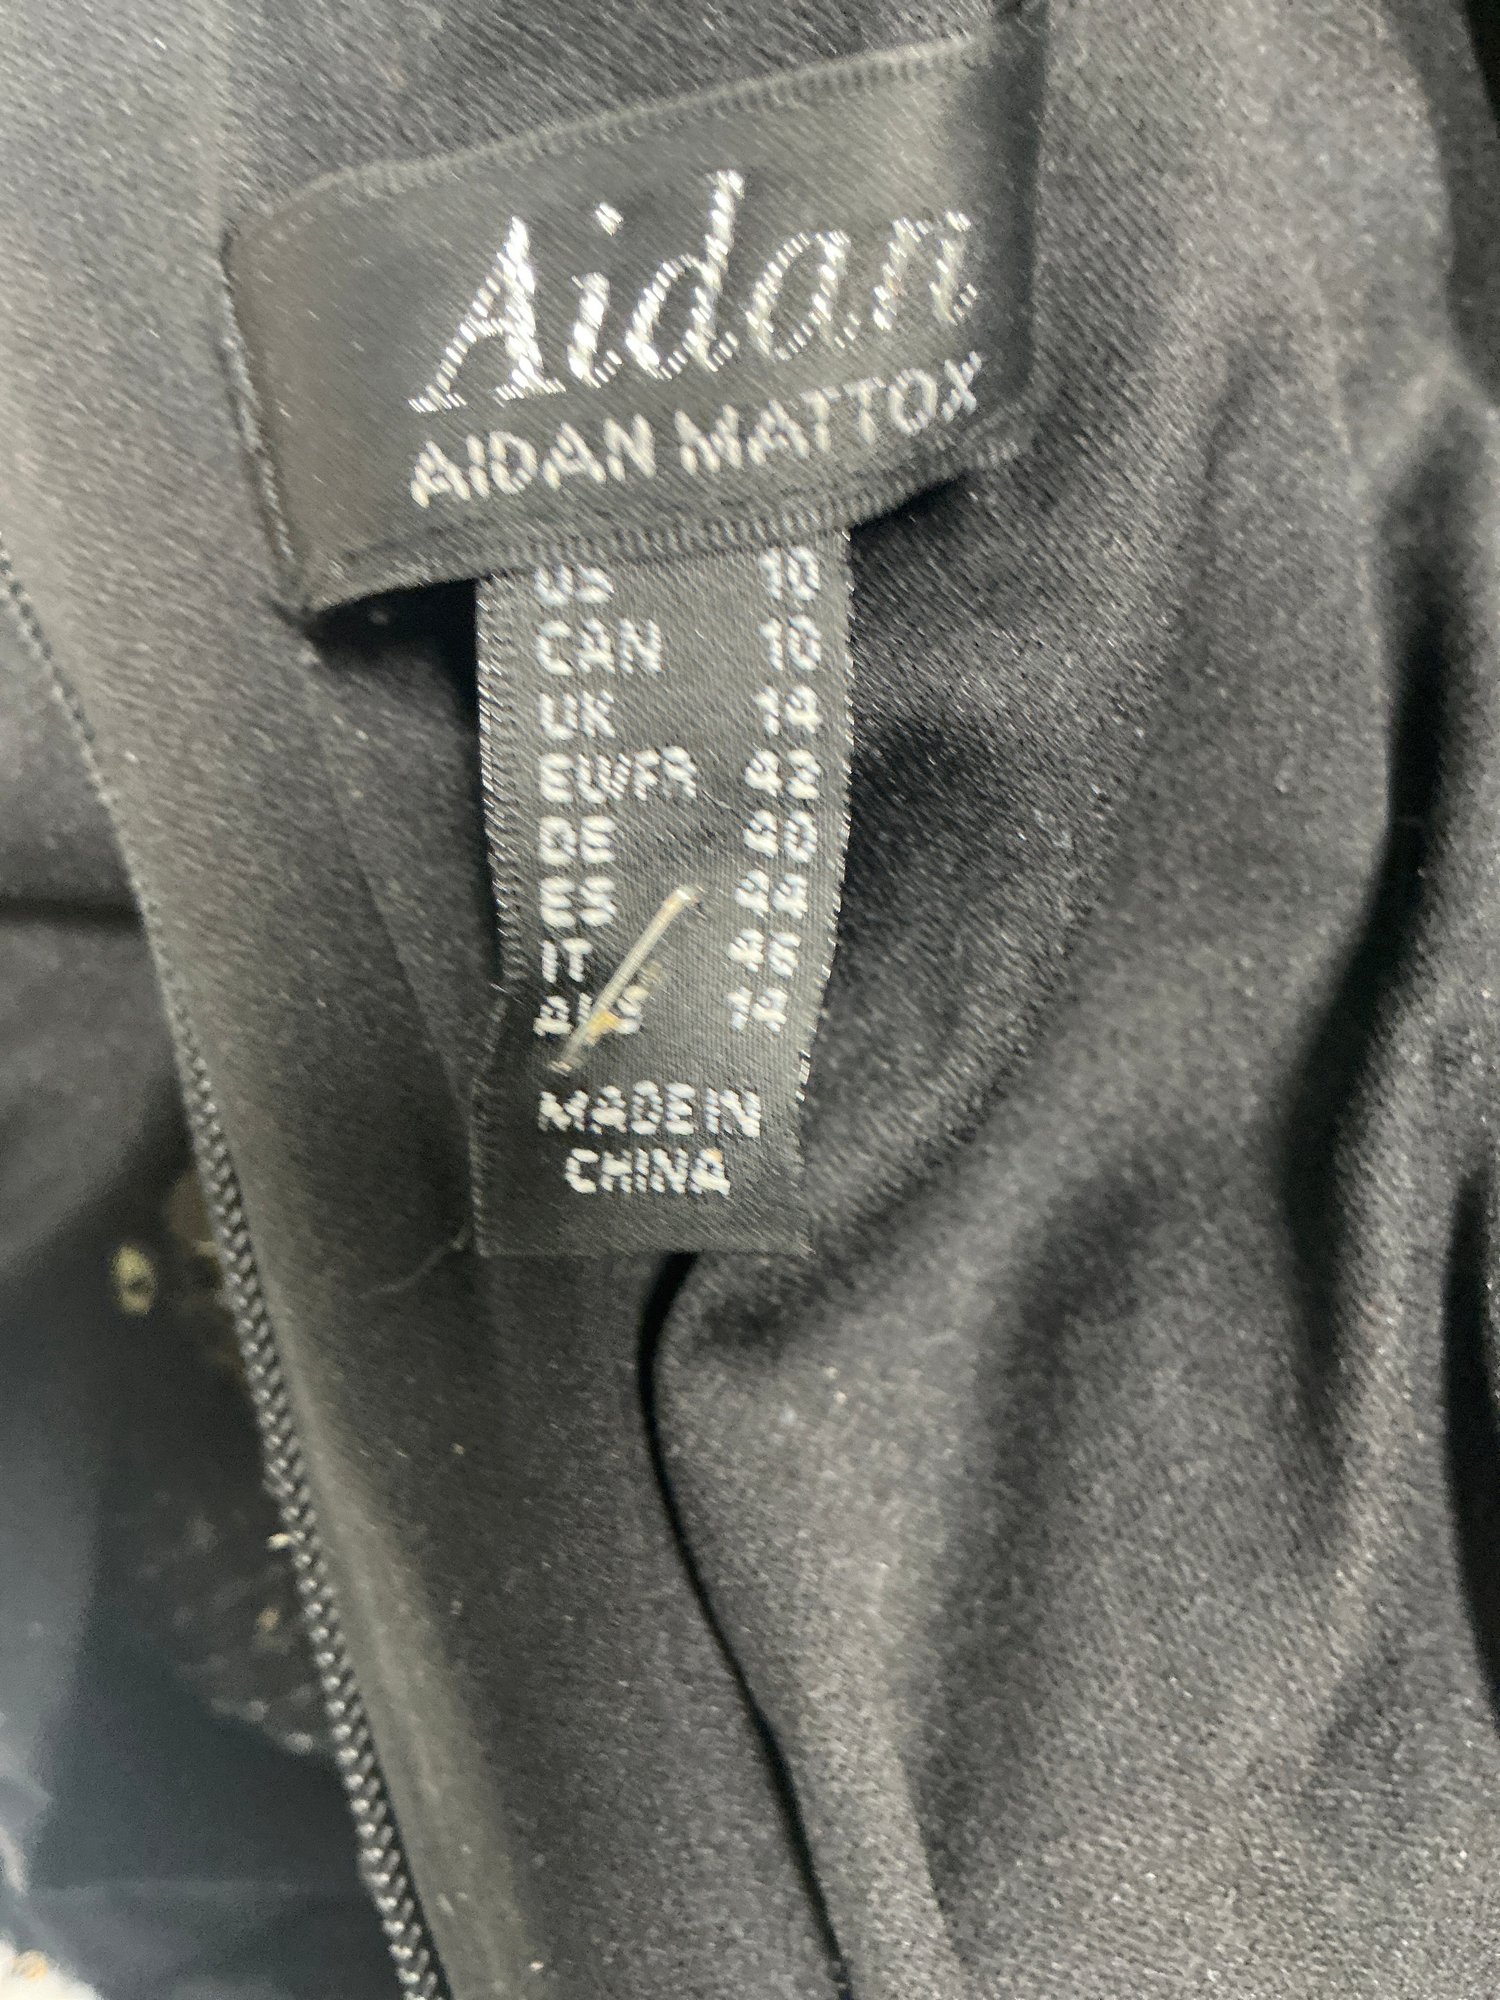 Aidan
AIDAN MATTOX
US 10
CAN 10
UK 14
EU/FR 42
DE 40
ES 44
IT 46
AUS 14
MADE IN
CHINA